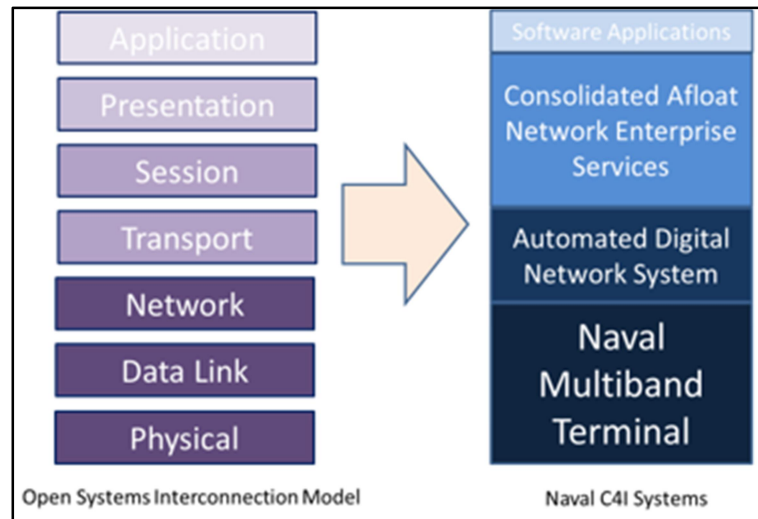 Application
Presentation
Session
Transport
Network
Data Link
Physical
Open Systems Interconnection Model
Software Applications
Consolidated Afloat
Network Enterprise
Services
Automated Digital
Network System
Naval
Multiband
Terminal
Naval C4I Systems